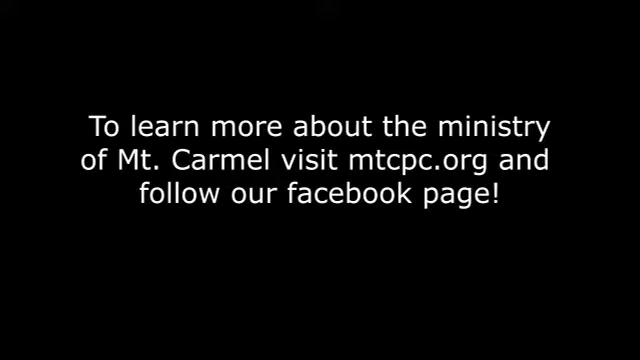 To learn more about the ministry
of Mt. Carmel visit mtcpc.org and
follow our facebook page!